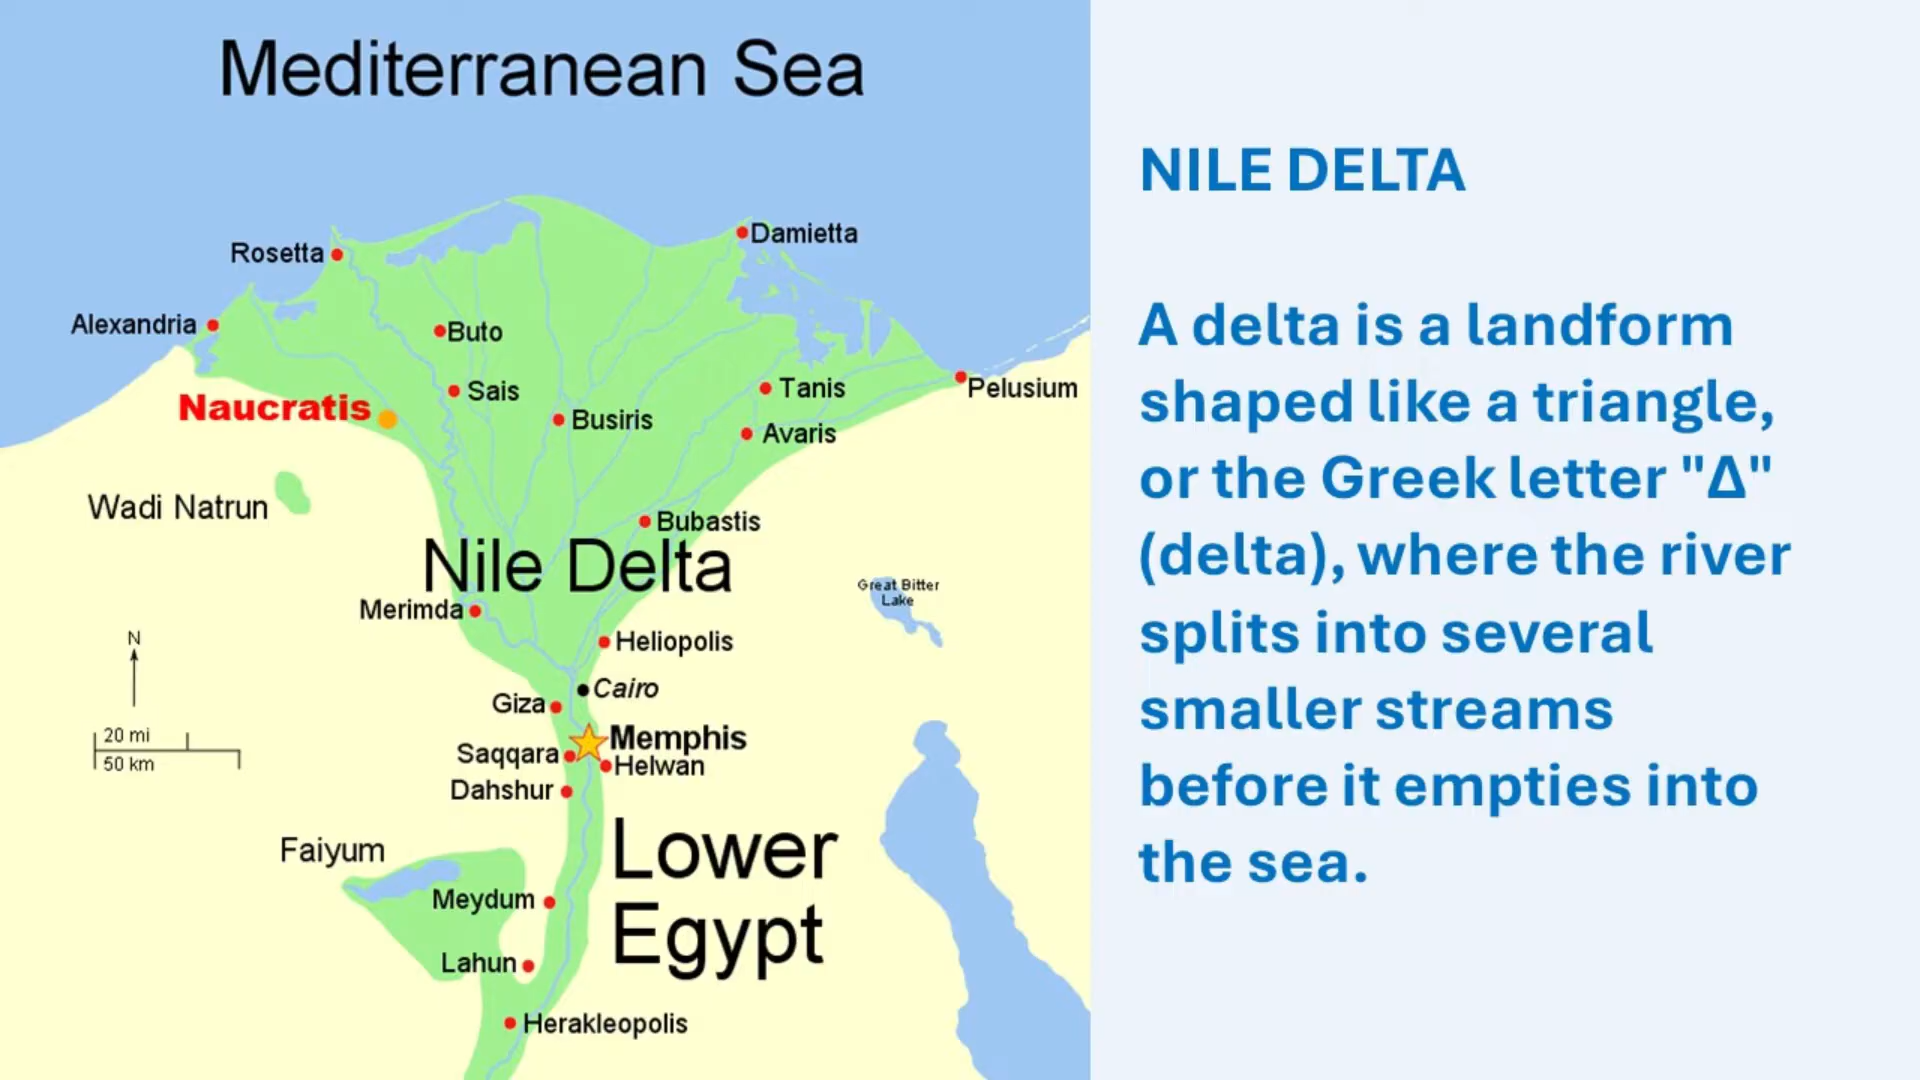 Mediterranean Sea
Rosetta
Damietta
Alexandria
Buto
Sais
Tanis
Pelusium
Naucratis
Busiris
Avaris
Wadi Natrun
Bubastis
Nile Delta
Great Bitter
Lake
Merimda
N
Heliopolis
Cairo
Giza
20 mi
50 km
Memphis
Saqqara
Helwan
Dahshur
Lower
Egypt
Faiyum
Meydum
Lahun
Herakleopolis
NILE DELTA
A delta is a landform
shaped like a triangle,
or the Greek letter "Δ"
(delta), where the river
splits into several
smaller streams
before it empties into
the sea.